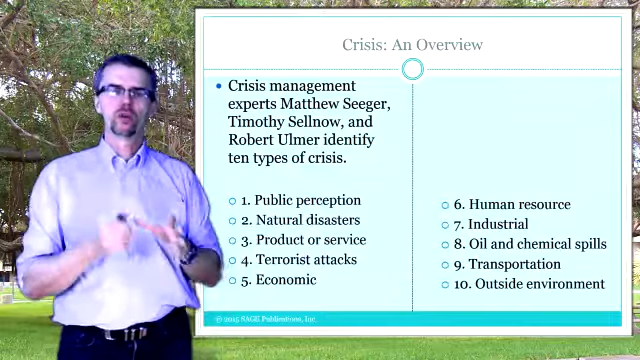 Crisis: An Overview
• Crisis management
experts Matthew Seeger,
Timothy Sellnow, and
Robert Ulmer identify
ten types of crisis.
1. Public perception
2. Natural disasters
3. Product or service
4. Terrorist attacks
5. Economic
6. Human resource
7. Industrial
8. Oil and chemical spills
9. Transportation
10. Outside environment
© 2015 SAGE Publications, Inc.